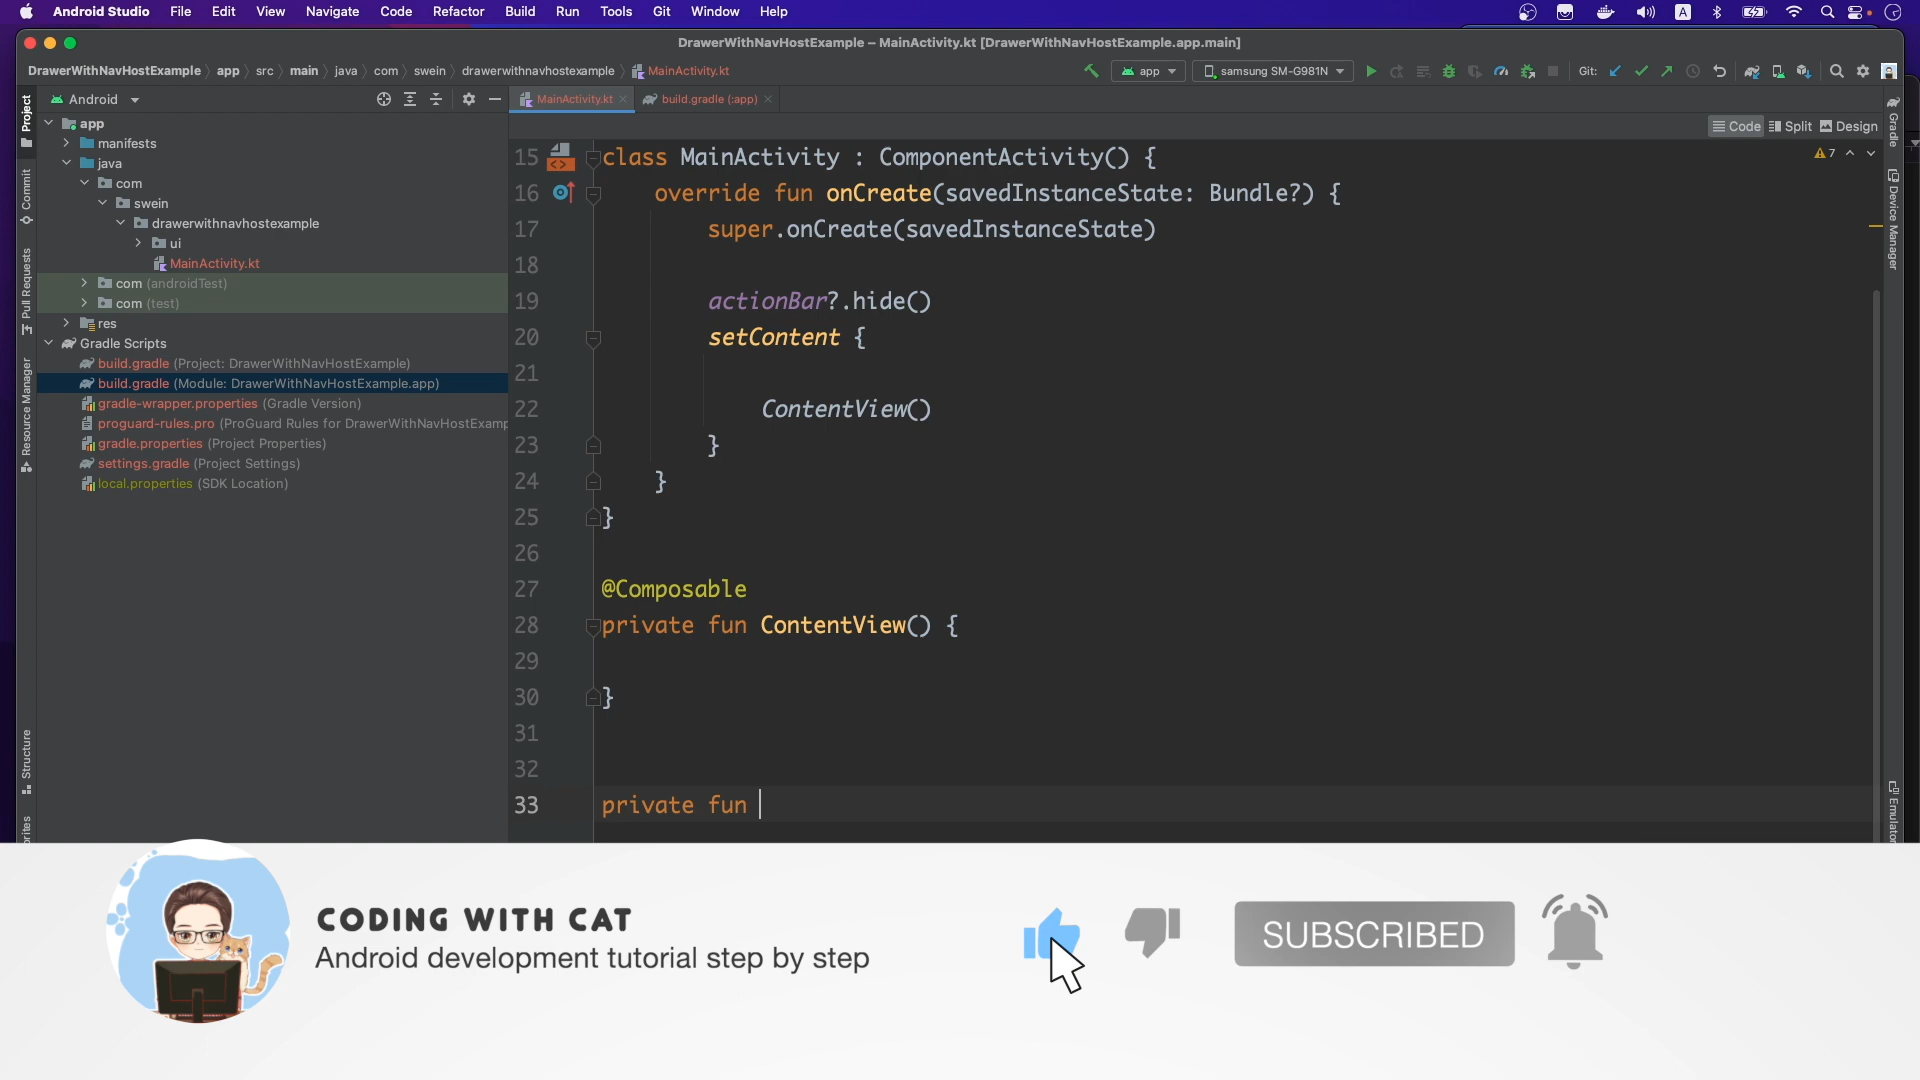 Android Studio File Edit View Navigate Code Refactor Build Run Tools Git Window Help A
DrawerWithNavHostExample – MainActivity.kt [DrawerWithNavHostExample.app.main]
DrawerWithNavHostExample app src main java com swein drawerwithnavhostexample MainActivity.kt app samsung SM-G981N Git:
Android MainActivity.kt build.gradle (:app)
Code Split Design
7
Project
Commit
Pull Requests
Resource Manager
Structure
app
manifests
java
com
swein
drawerwithnavhostexample
ui
MainActivity.kt
com (androidTest)
com (test)
res
Gradle Scripts
build.gradle (Project: DrawerWithNavHostExample)
build.gradle (Module: DrawerWithNavHostExample.app)
gradle-wrapper.properties (Gradle Version)
proguard-rules.pro (ProGuard Rules for DrawerWithNavHostExamp
gradle.properties (Project Properties)
settings.gradle (Project Settings)
local.properties (SDK Location)
15 class MainActivity : ComponentActivity() {
16 override fun onCreate(savedInstanceState: Bundle?) {
17 super.onCreate(savedInstanceState)
18
19 actionBar?.hide()
20 setContent {
21
22 ContentView()
23 }
24 }
25 }
26
27 @Composable
28 private fun ContentView() {
29
30 }
31
32
33 private fun
Gradle
Device Manager
Emulator
CODING WITH CAT
Android development tutorial step by step
SUBSCRIBED